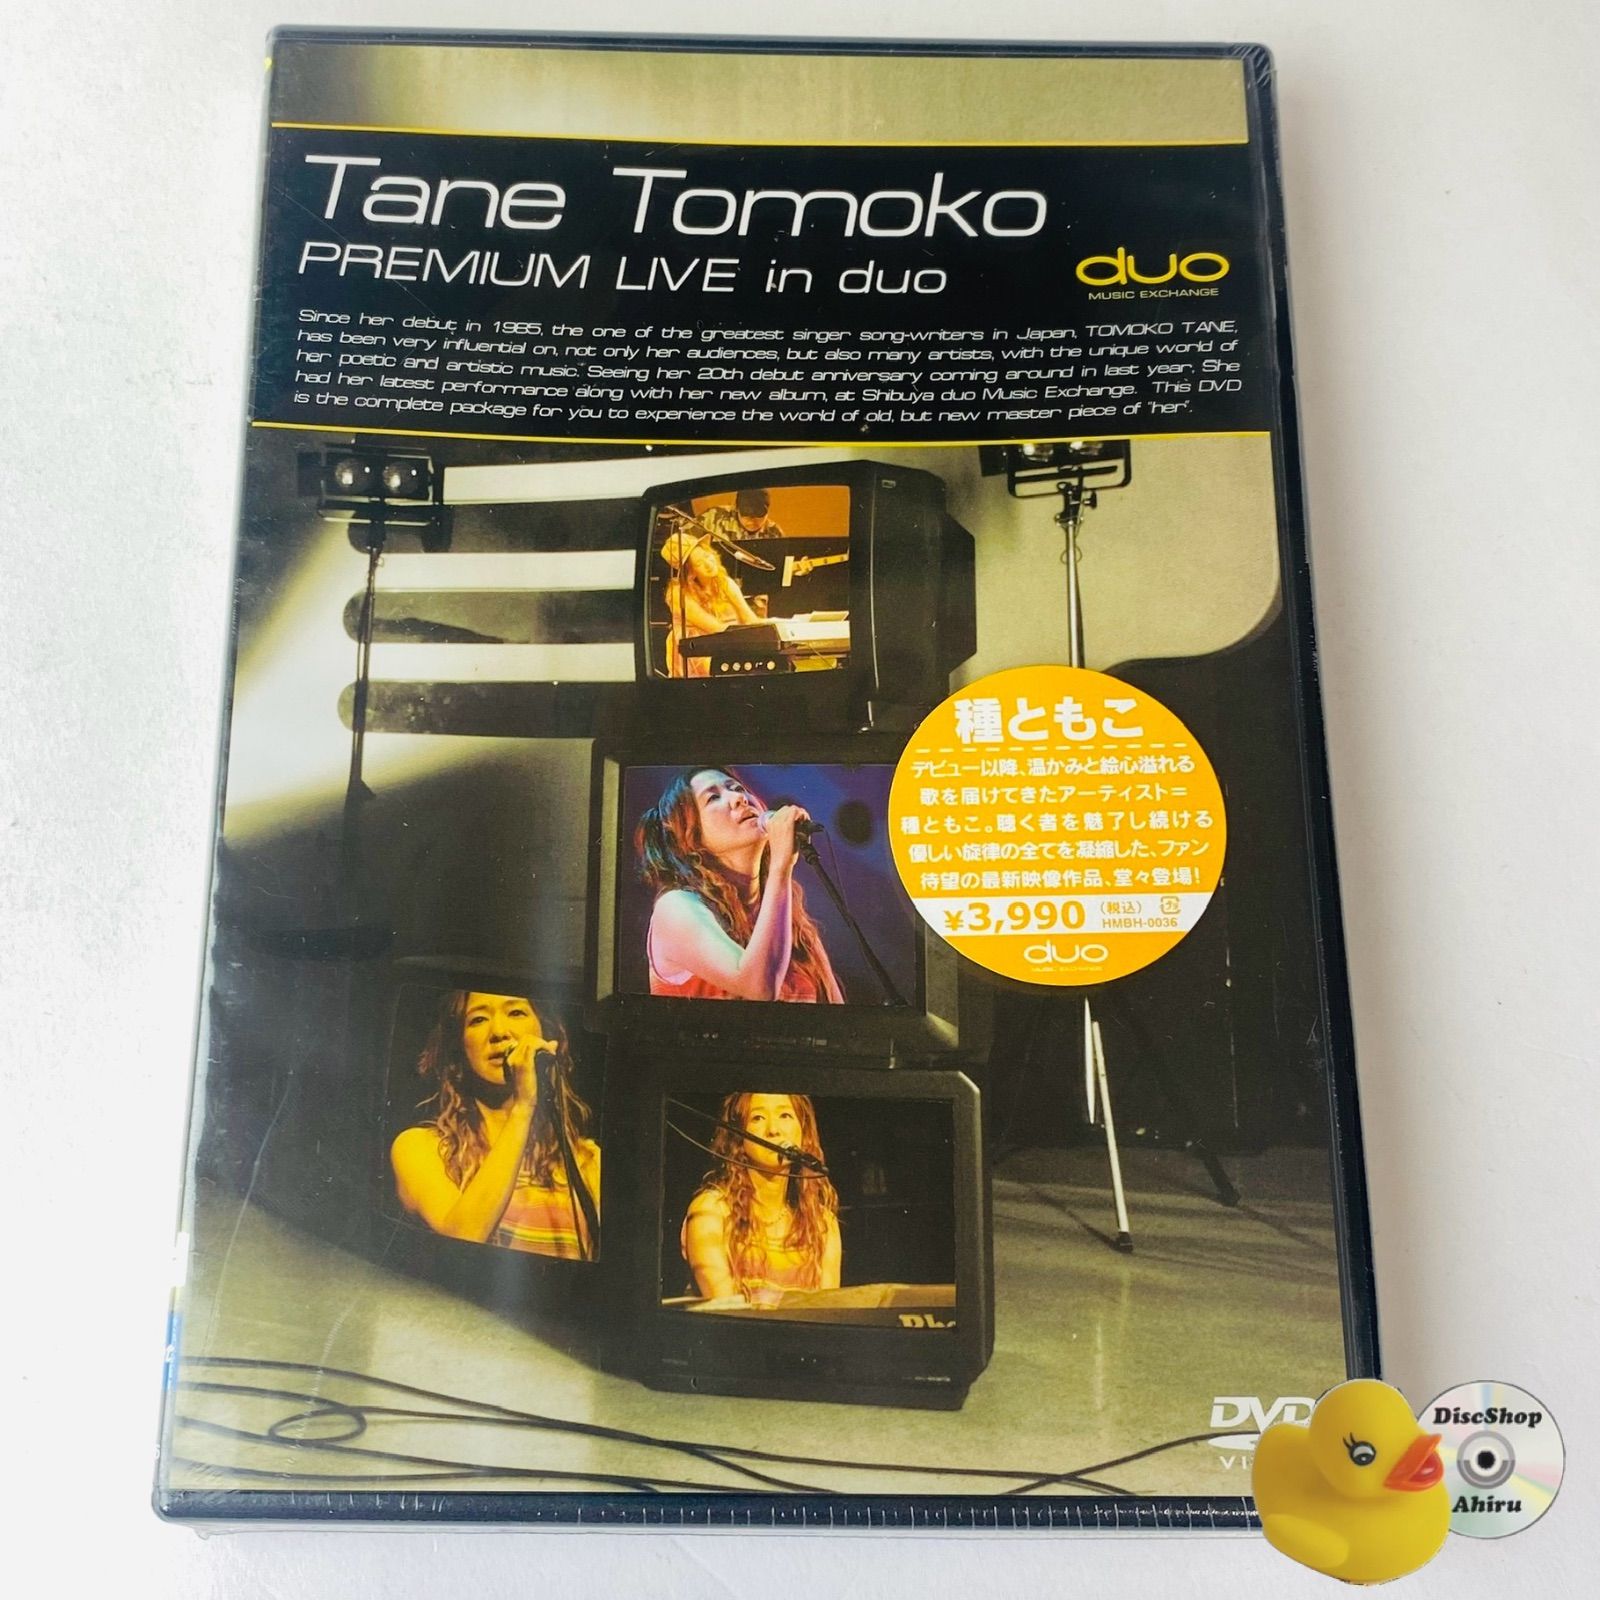 Tane Tomoko
PREMIUM LIVE in duo
duo
MUSIC EXCHANGE
Since her debut in 1985, the one of the greatest singer song-writers in Japan, TOMOKO TANE,
has been very influential on, not only her audiences, but also many artists, with the unique world of
her poetic and artistic music. Seeing her 20th debut anniversary coming around in last year, She
had her latest performance along with her new album, at Shibuya duo Music Exchange. This DVD
is the complete package for you to experience the world of old, but new master piece of "her".
種ともこ
デビュー以降、温かみと絵心溢れる
歌を届けてきたアーティスト＝
種ともこ。聴く者を魅了し続ける
優しい旋律の全てを凝縮した、ファン
待望の最新映像作品、堂々登場!
¥3,990 (税込)
HMBH-0036
duo
MUSIC EXCHANGE
Rho
DVD
VI
DiscShop
Ahiru